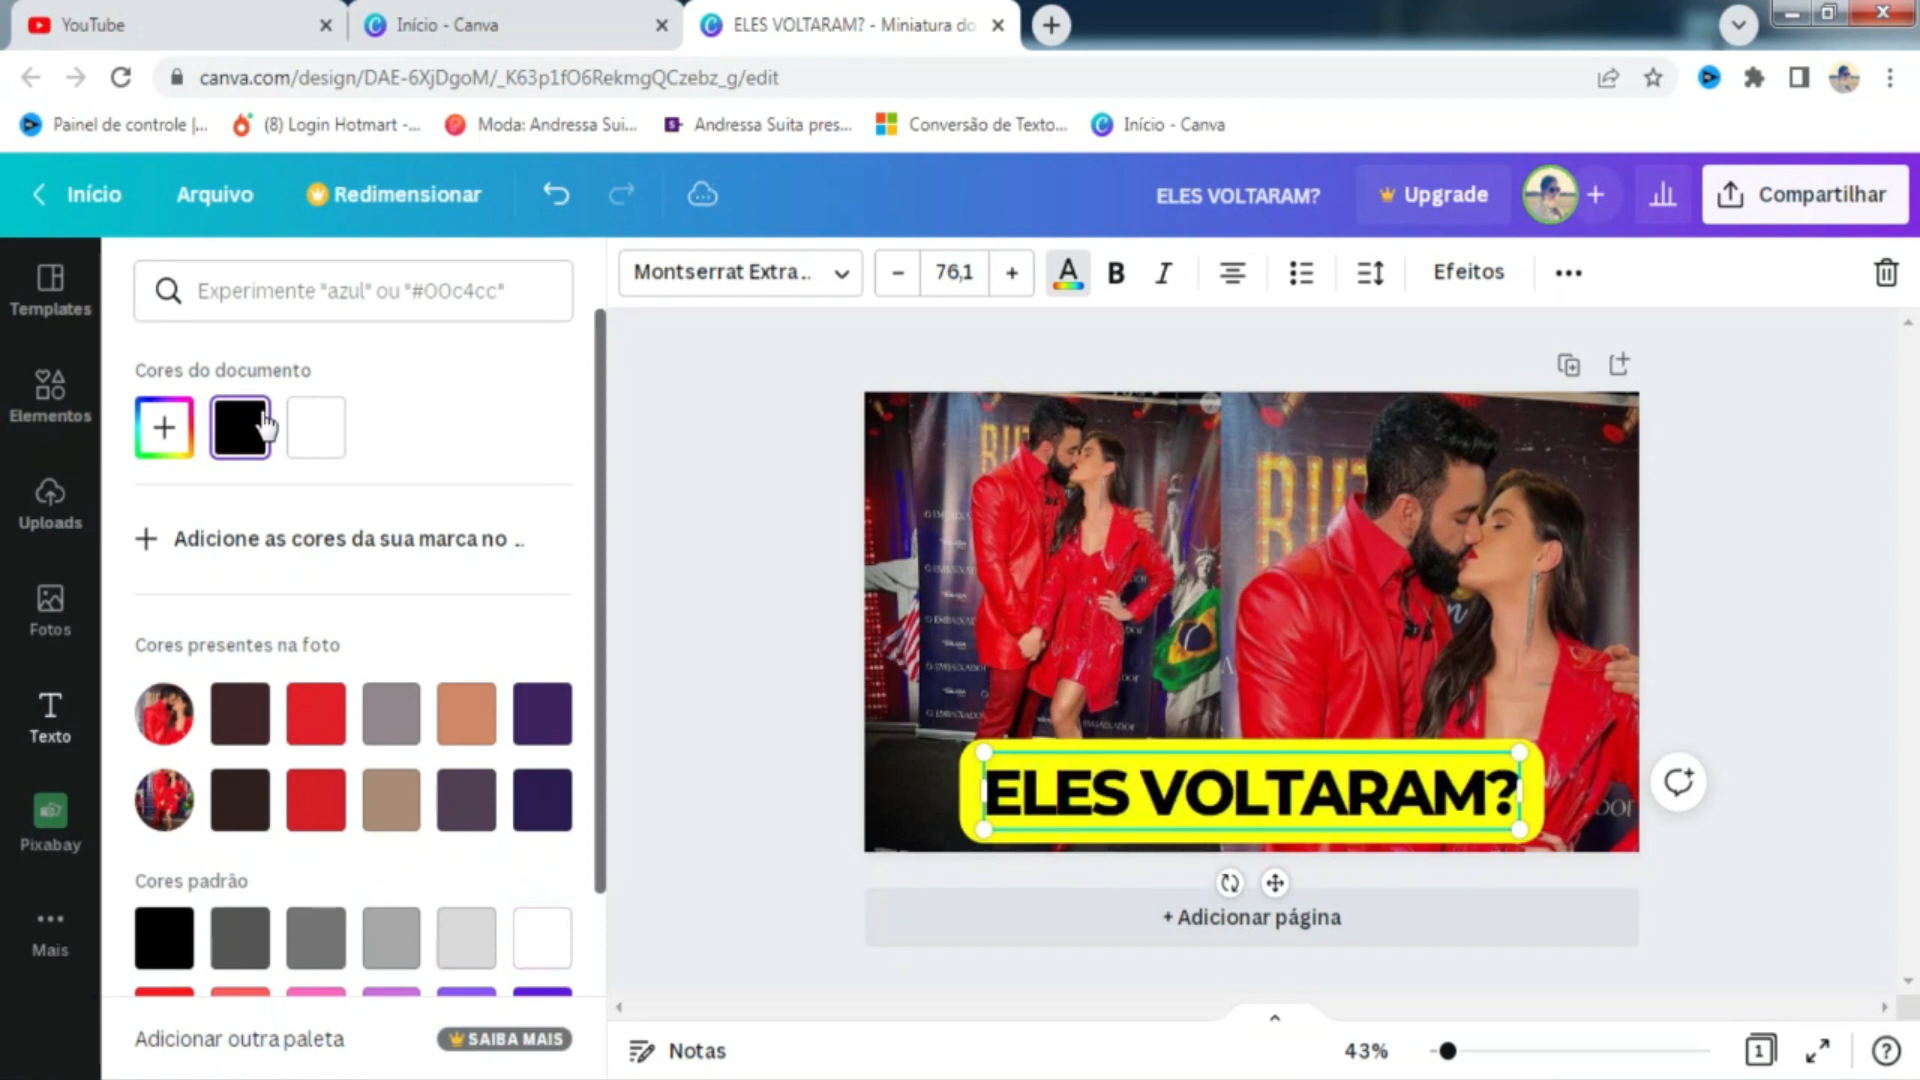 YouTube
Início - Canva
ELES VOLTARAM? - Miniatura do
canva.com/design/DAE-6XjDgoM/_K63p1fO6RekmgQCzebz_g/edit
Painel de controle |...
(8) Login Hotmart -...
Moda: Andressa Sui...
Andressa Suita pres...
Conversão de Texto...
Início - Canva
Início
Arquivo
Redimensionar
ELES VOLTARAM?
Upgrade
Compartilhar
Templates
Elementos
Uploads
Fotos
Texto
Pixabay
Mais
Experimente "azul" ou "#00c4cc"
Cores do documento
Adicione as cores da sua marca no ..
Cores presentes na foto
Cores padrão
Adicionar outra paleta
SAIBA MAIS
Montserrat Extra..
76,1
A
B
I
Efeitos
ELES VOLTARAM?
+ Adicionar página
Notas
43%
1